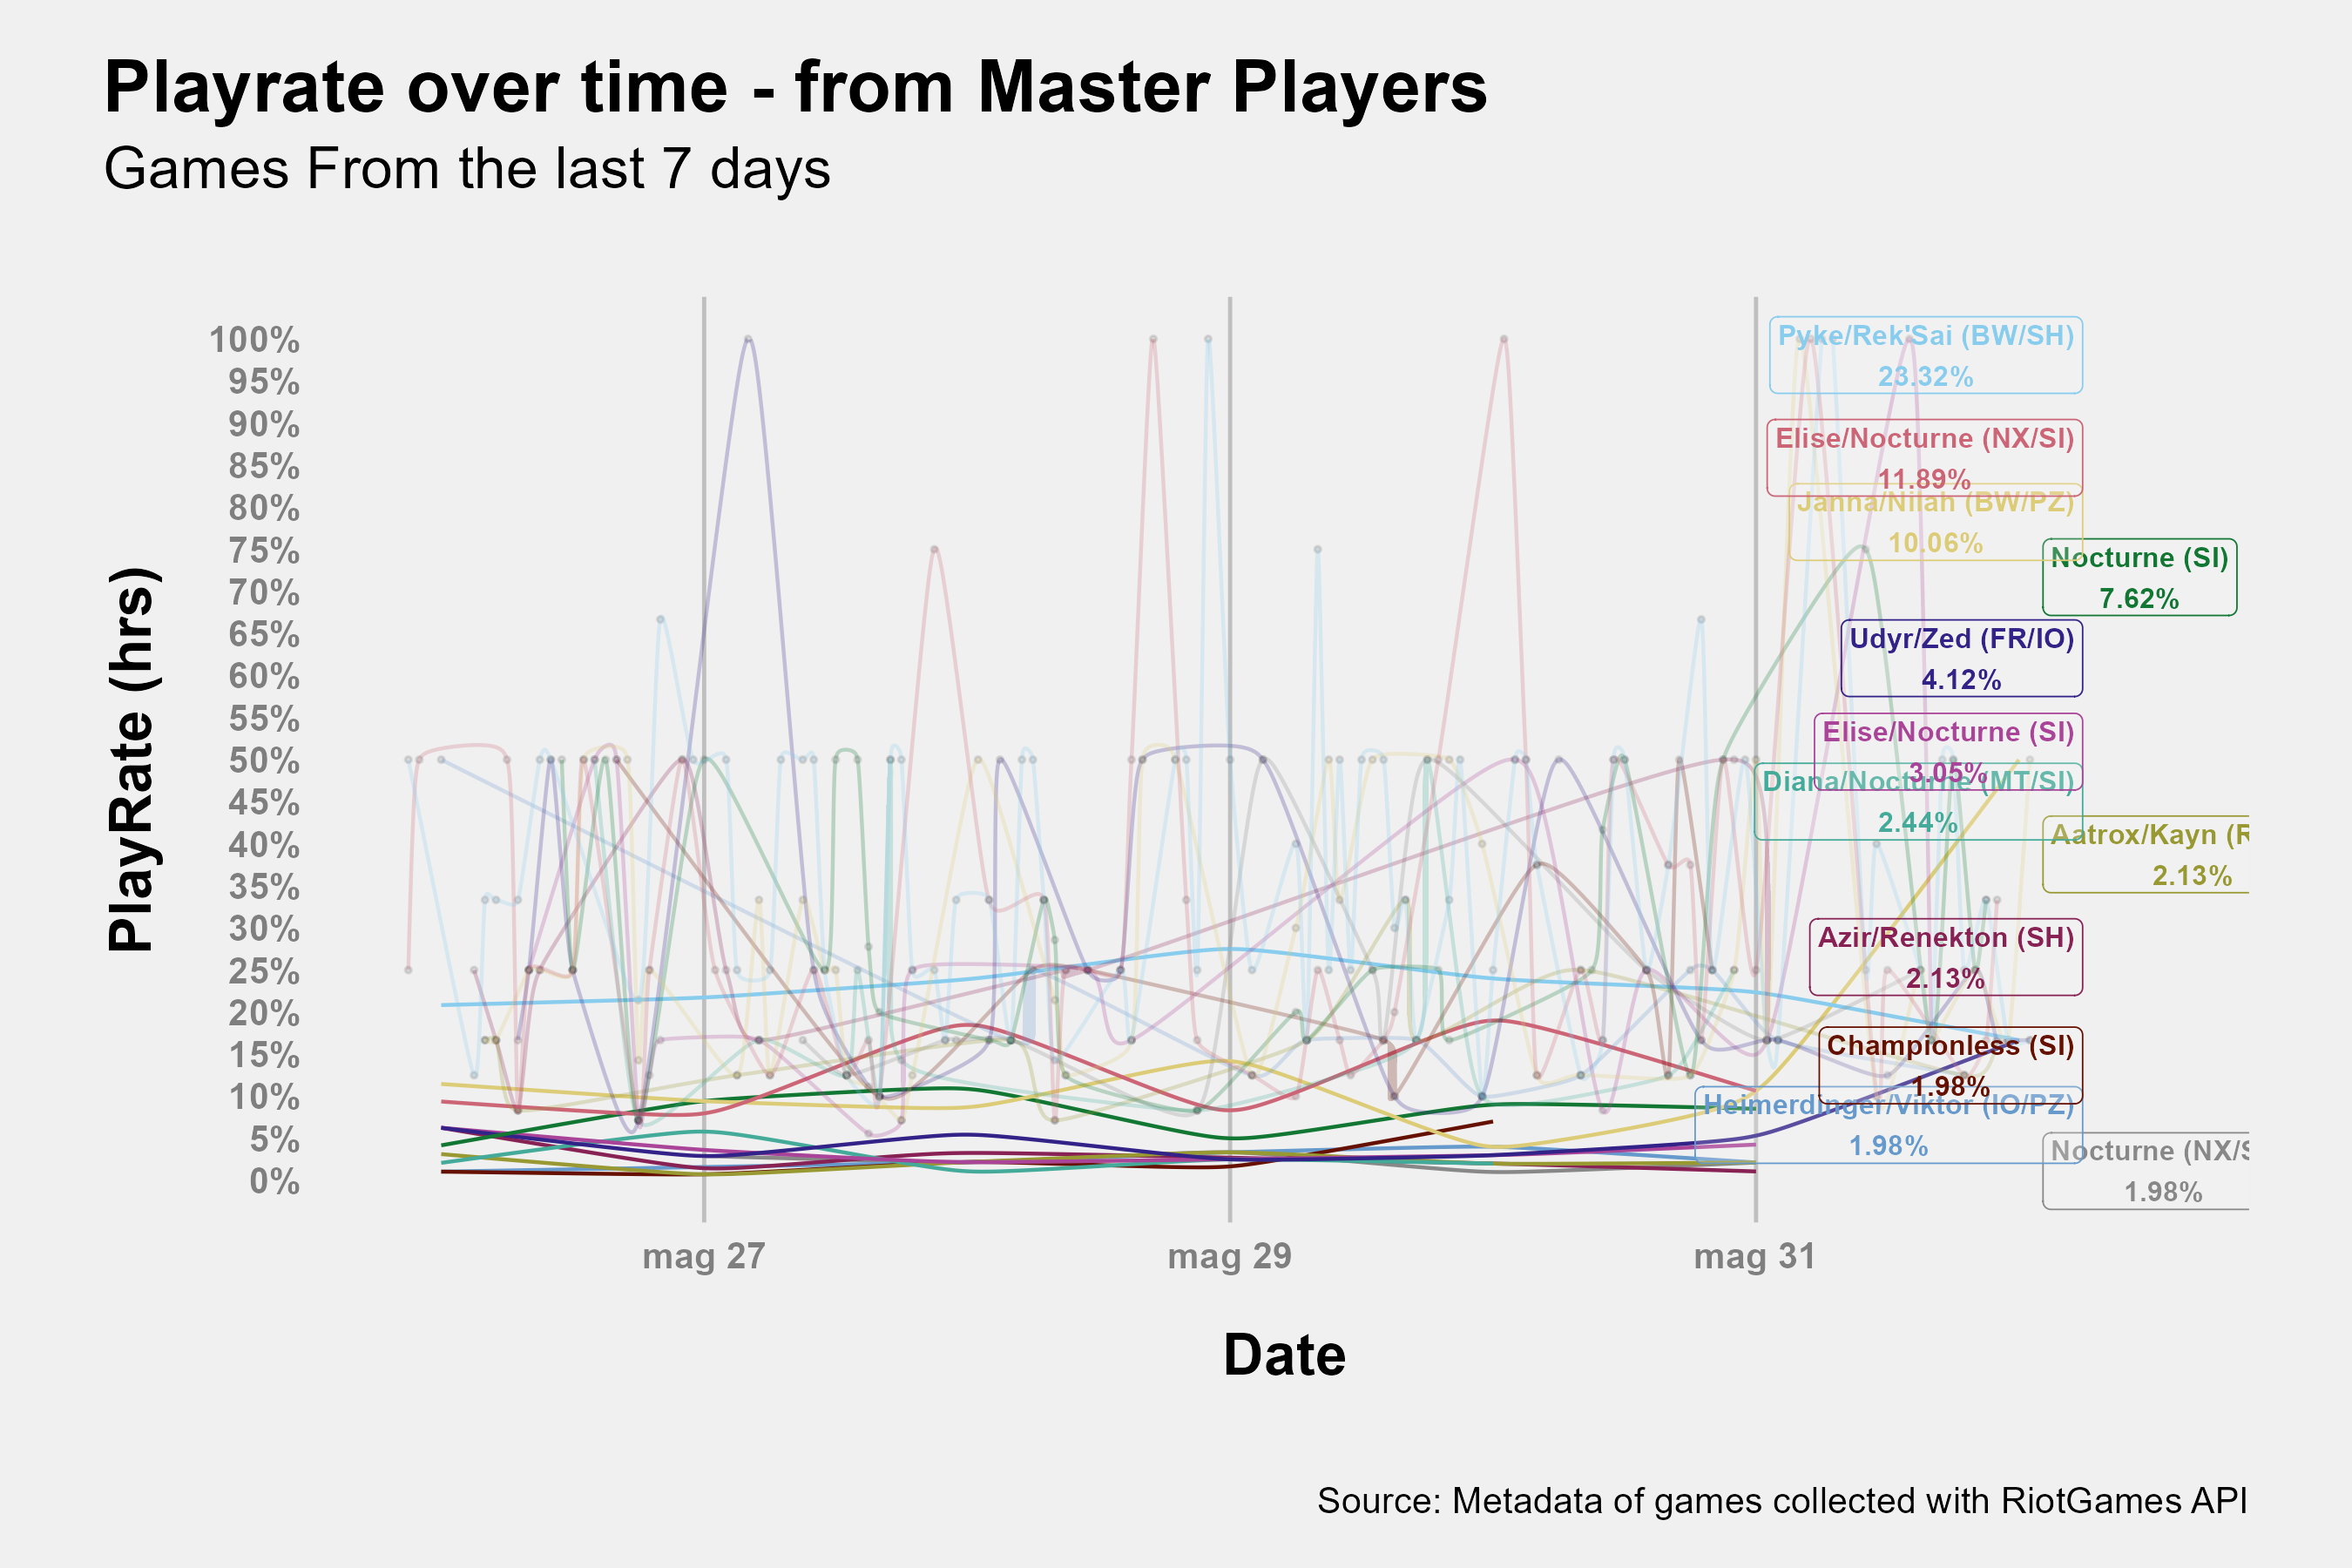 Playrate over time - from Master Players
Games From the last 7 days
PlayRate (hrs)
100%
95%
90%
85%
80%
75%
70%
65%
60%
55%
50%
45%
40%
35%
30%
25%
20%
15%
10%
5%
0%
Pyke/Rek'Sai (BW/SH)
23.32%
Elise/Nocturne (NX/SI)
11.89%
Janna/Nilah (BW/PZ)
10.06%
Nocturne (SI)
7.62%
Udyr/Zed (FR/IO)
4.12%
Elise/Nocturne (SI)
3.05%
Diana/Nocturne (MT/SI)
2.44%
Aatrox/Kayn (R
2.13%
Azir/Renekton (SH)
2.13%
Championless (SI)
1.98%
Heimerdinger/Viktor (IO/PZ)
1.98%
Nocturne (NX/S
1.98%
mag 27
mag 29
mag 31
Date
Source: Metadata of games collected with RiotGames API